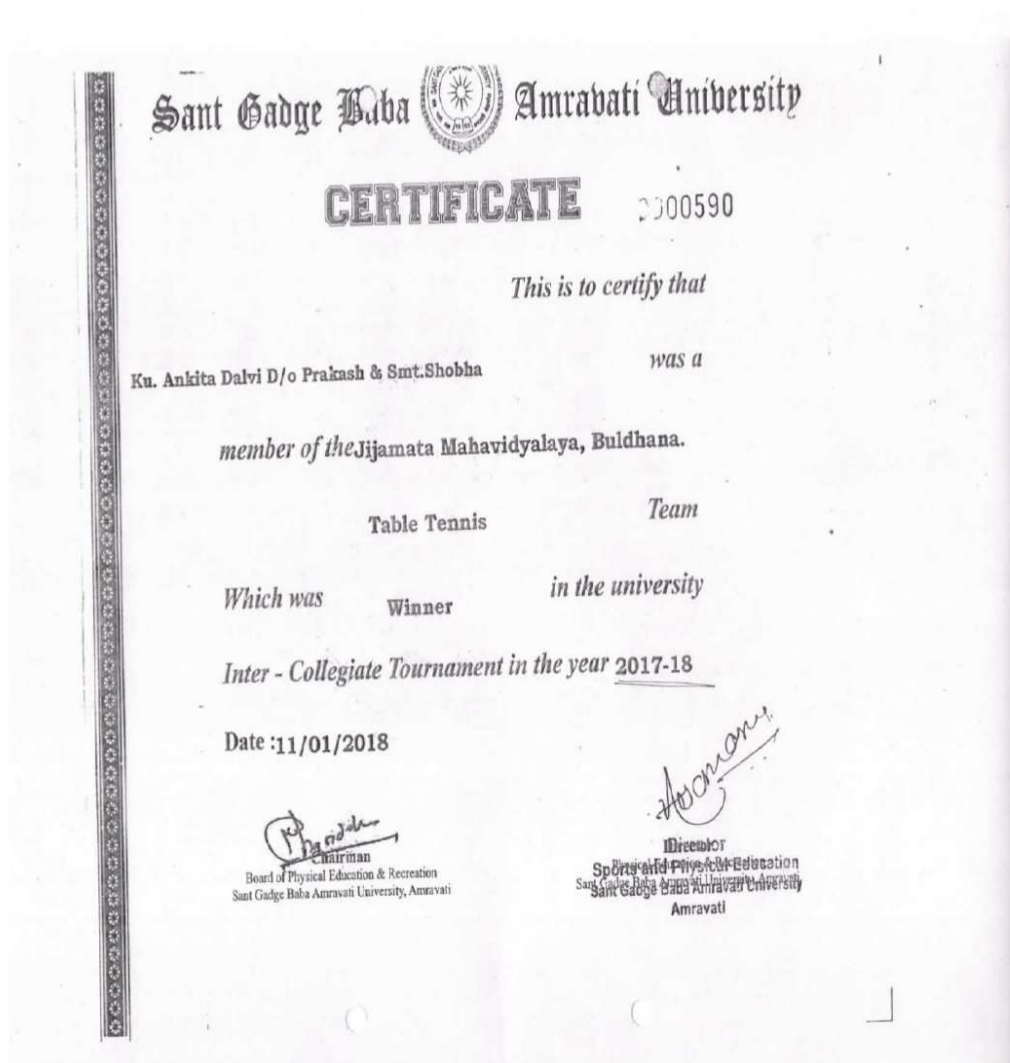 Sant Gadge Baba Amravati University
CERTIFICATE
00590
This is to certify that
Ku. Ankita Dalvi D/o Prakash & Smt.Shobha was a
member of the Jijamata Mahavidyalaya, Buldhana.
Table Tennis Team
Which was Winner in the university
Inter - Collegiate Tournament in the year 2017-18
Date :11/01/2018
Chairman
Board of Physical Education & Recreation
Sant Gadge Baba Amravati University, Amravati
Director
Sports and Physical Education
Sant Gadge Baba Amravati University
Amravati